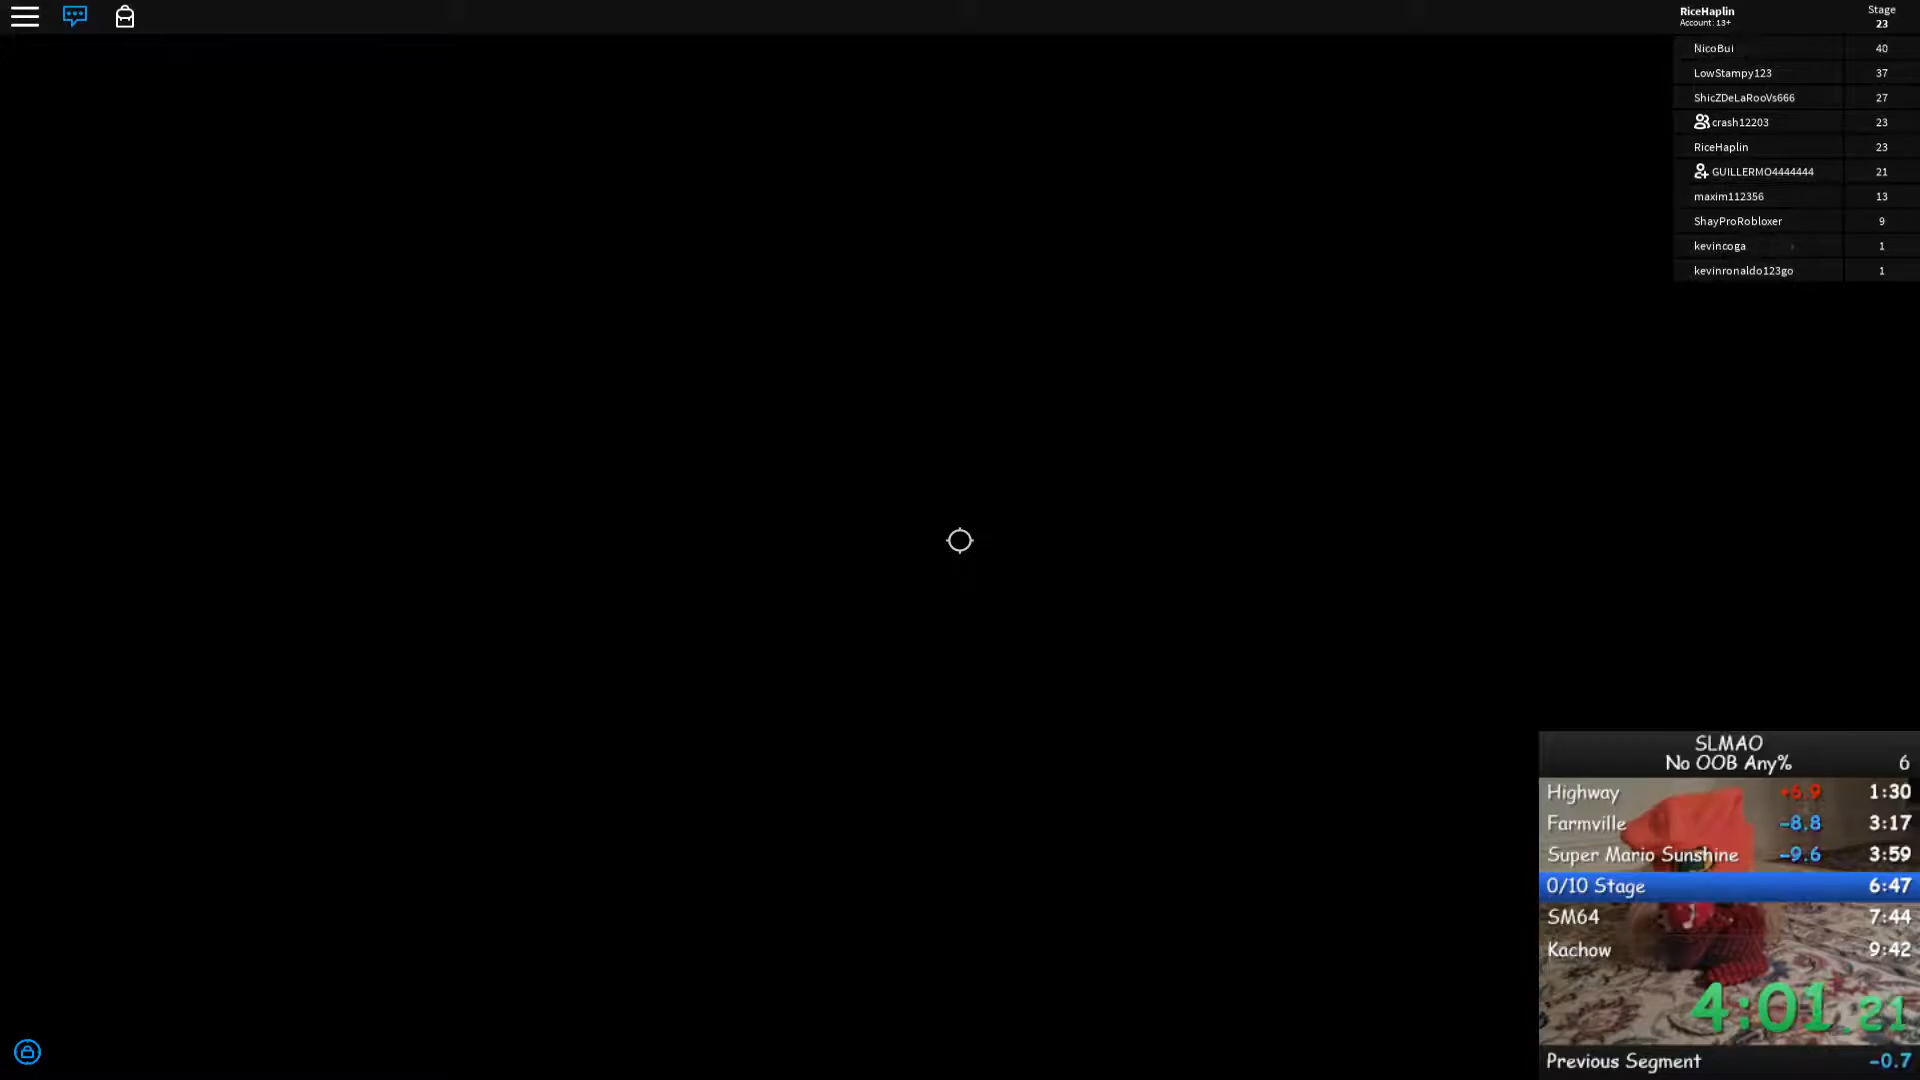 RiceHaplin
Account: 13+
Stage
23
NicoBui 40
LowStampy123 37
ShicZDeLaRooVs666 27
crash12203 23
RiceHaplin 23
GUILLERMO4444444 21
maxim112356 13
ShayProRobloxer 9
kevincoga 1
kevinronaldo123go 1
SLMAO
No OOB Any% 6
Highway +6.9 1:30
Farmville -8.8 3:17
Super Mario Sunshine -9.6 3:59
0/10 Stage 6:47
SM64 7:44
Kachow 9:42
4:01.21
Previous Segment -0.7